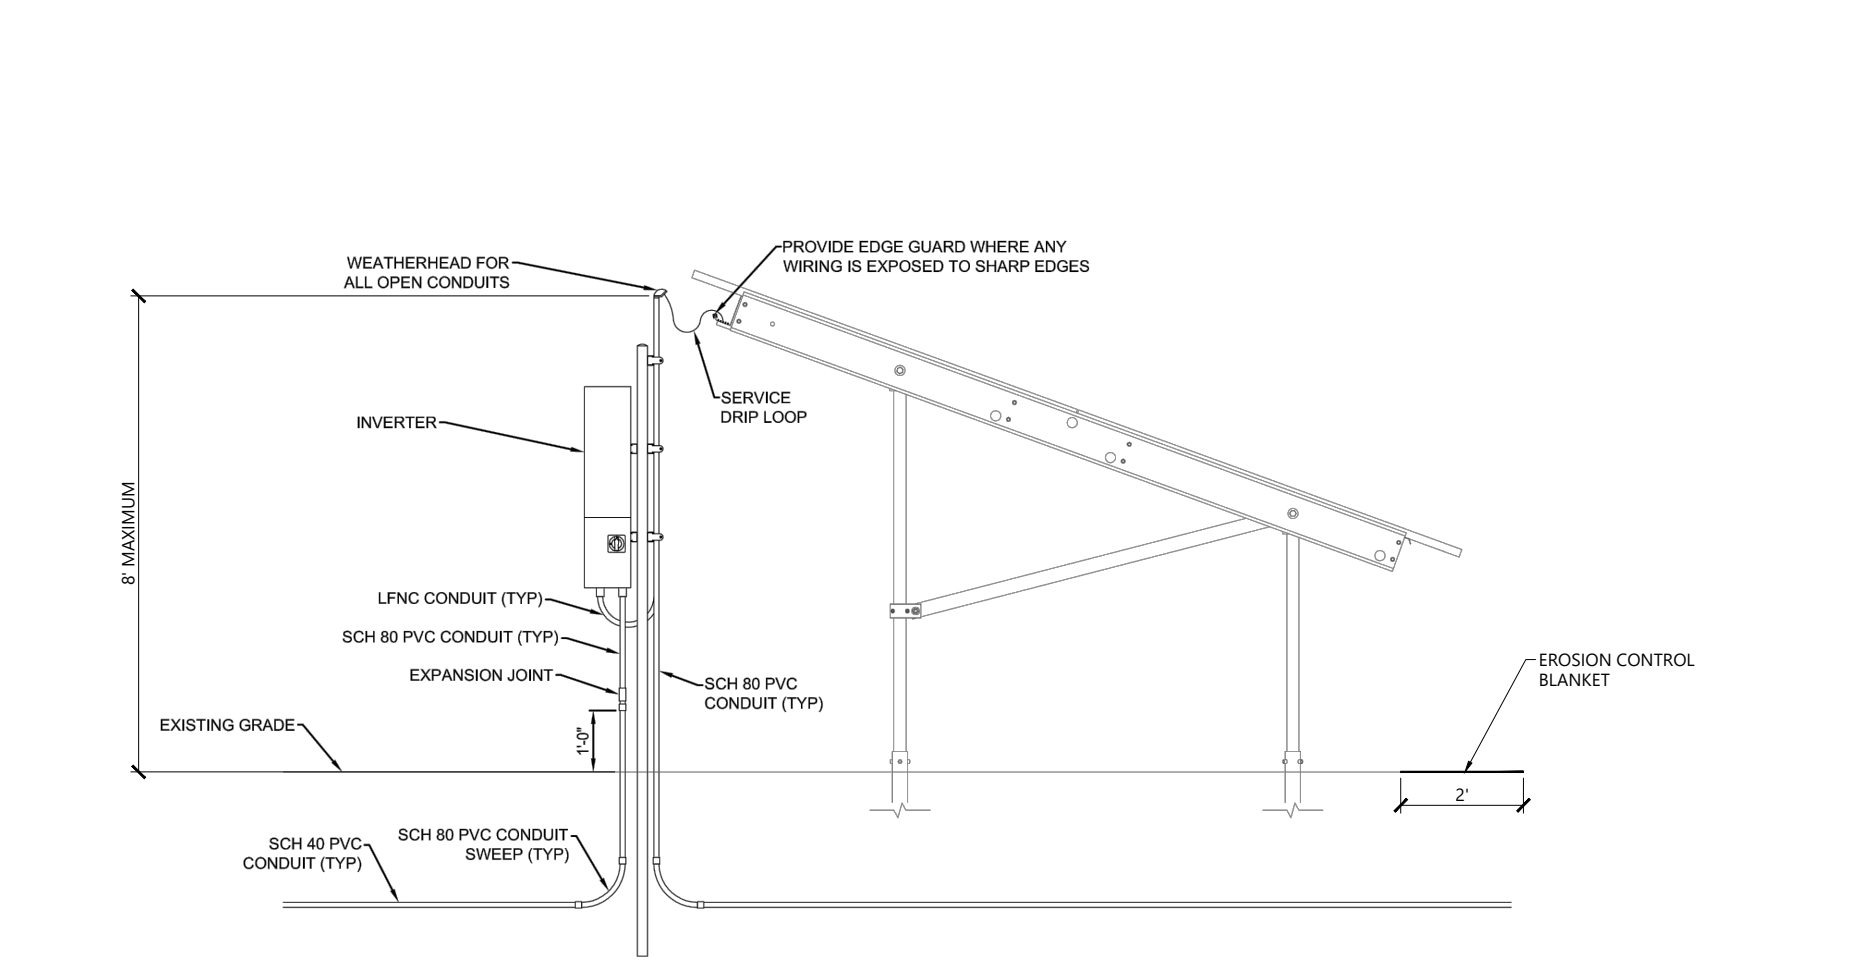 PROVIDE EDGE GUARD WHERE ANY
WIRING IS EXPOSED TO SHARP EDGES
WEATHERHEAD FOR
ALL OPEN CONDUITS
SERVICE
DRIP LOOP
INVERTER
8' MAXIMUM
LFNC CONDUIT (TYP)
SCH 80 PVC CONDUIT (TYP)
EXPANSION JOINT
SCH 80 PVC
CONDUIT (TYP)
EROSION CONTROL
BLANKET
EXISTING GRADE
1'-0"
2'
SCH 40 PVC
CONDUIT (TYP)
SCH 80 PVC CONDUIT
SWEEP (TYP)